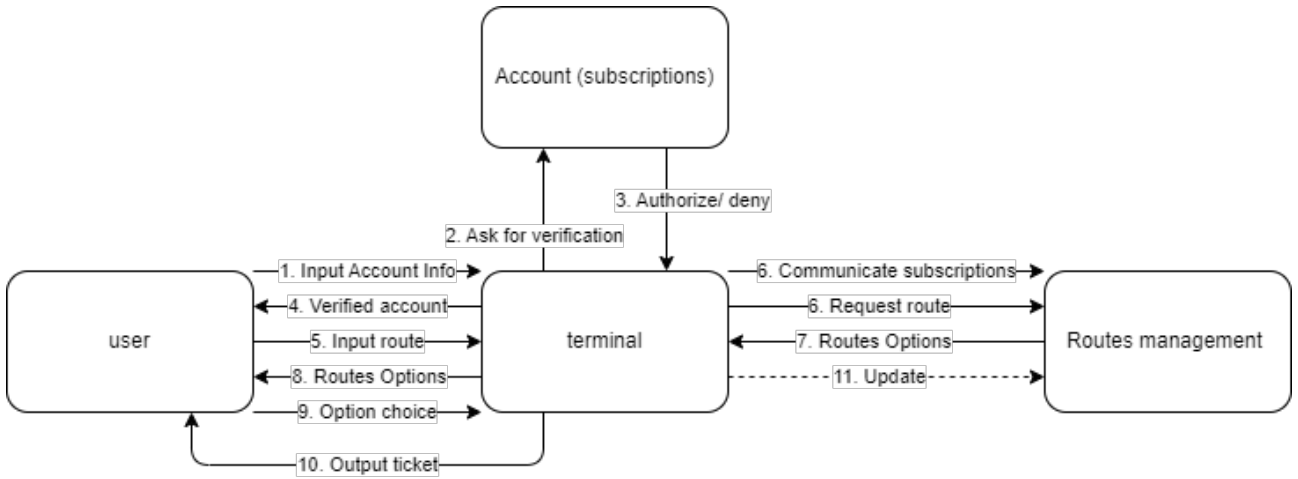 Account (subscriptions)
3. Authorize/ deny
2. Ask for verification
1. Input Account Info
6. Communicate subscriptions
4. Verified account
6. Request route
user
5. Input route
terminal
7. Routes Options
Routes management
8. Routes Options
11. Update
9. Option choice
10. Output ticket